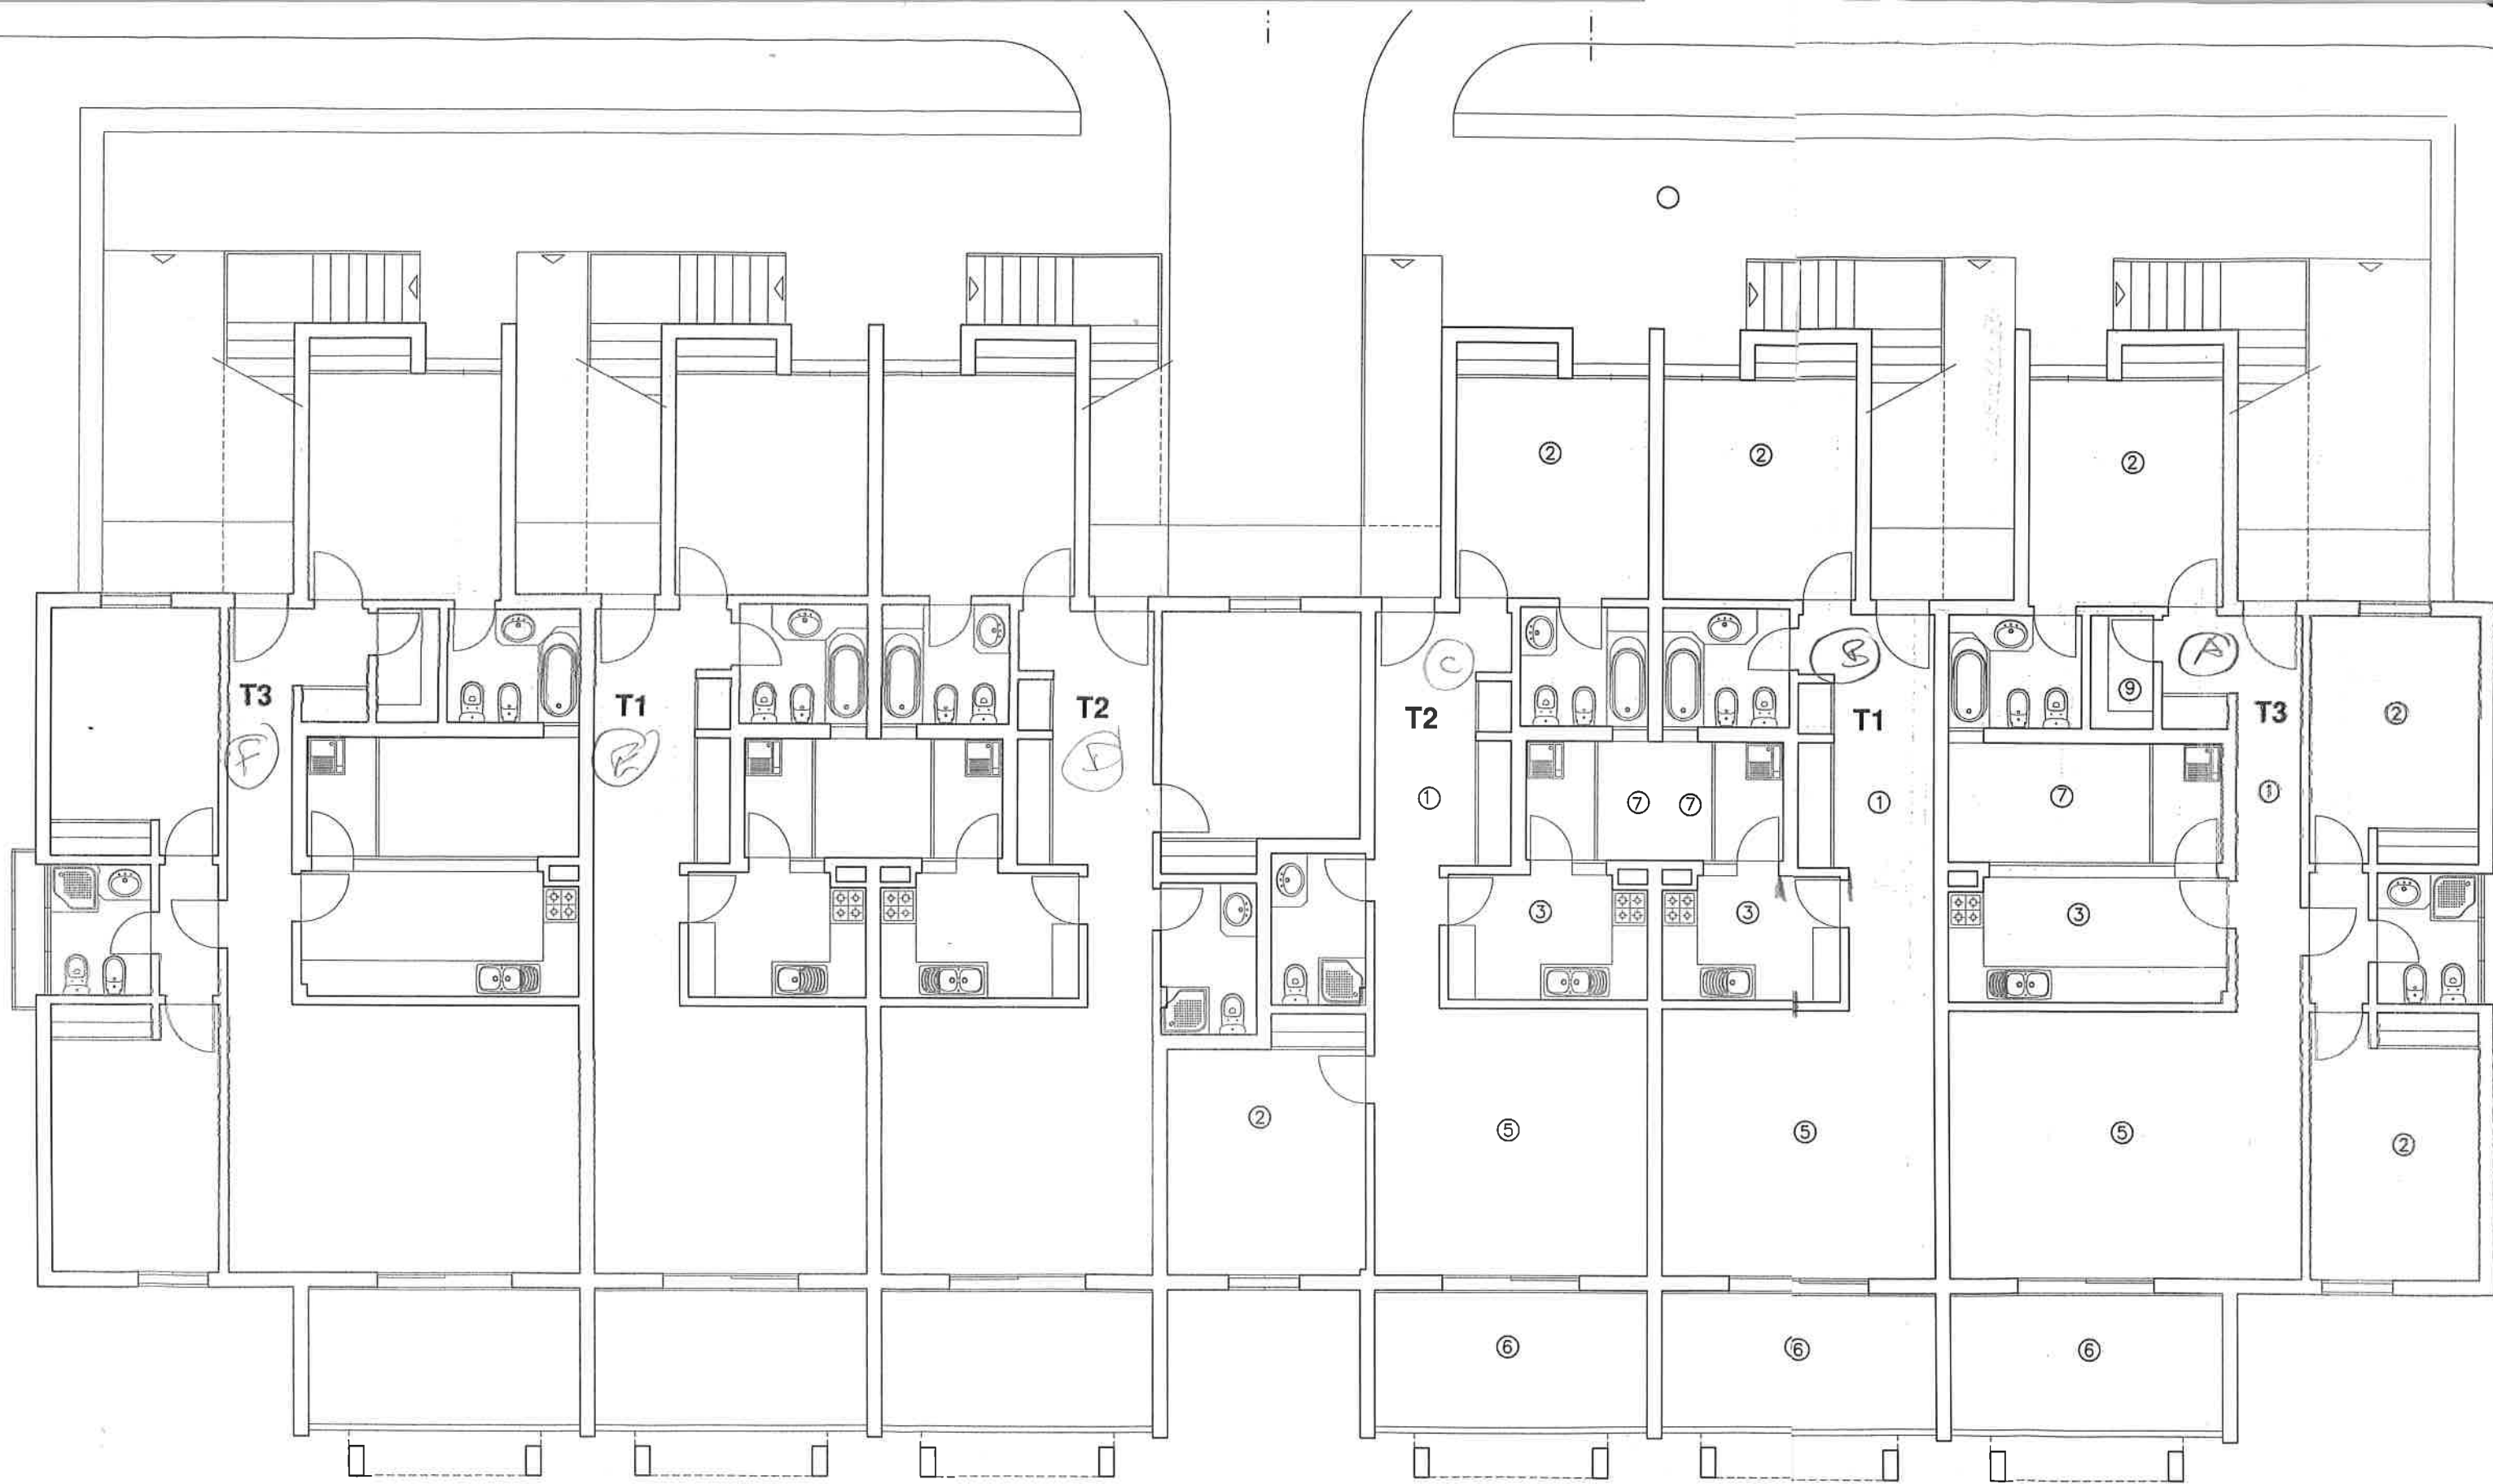 ② ② ②
C B A
⑨
T3 T1 T2 T2 T1 T3 ②
F E D
① ⑦ ⑦ ① ⑦ ①
③ ③ ③
② ⑤ ⑤ ⑤ ②
⑥ ⑥ ⑥